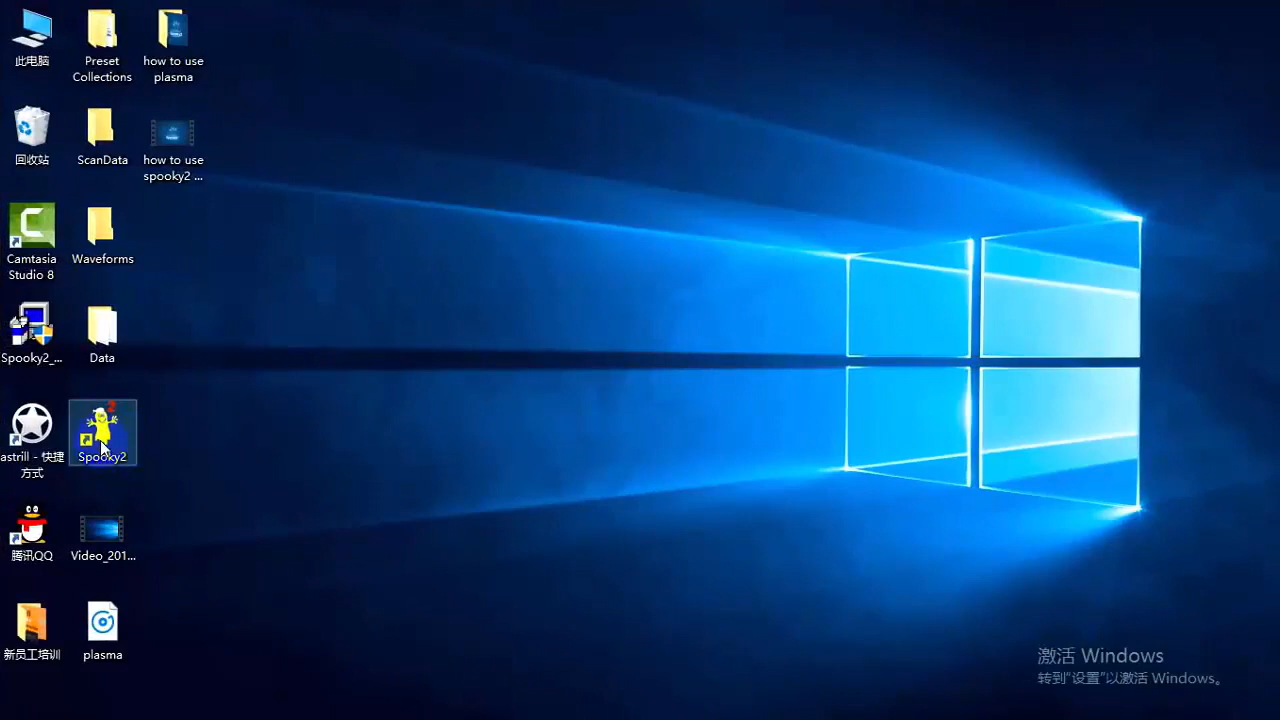 此电脑
Preset
Collections
how to use
plasma
回收站
ScanData
how to use
spooky2 ...
Camtasia
Studio 8
Waveforms
Spooky2_...
Data
astrill - 快捷
方式
2
Spooky2
腾讯QQ
Video_201...
新员工培训
plasma
激活 Windows
转到“设置”以激活 Windows。